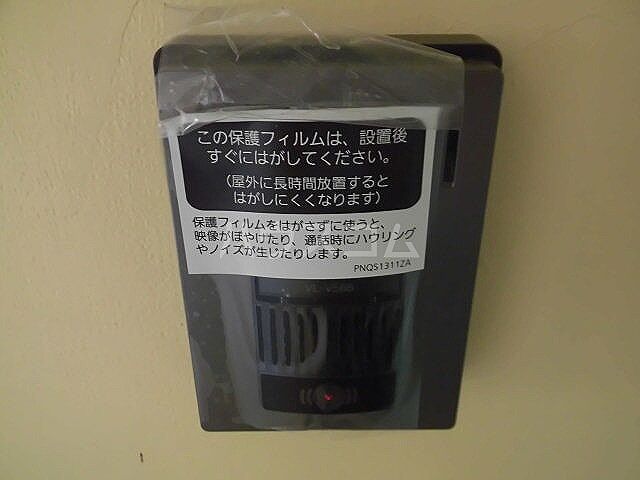 この保護フィルムは、設置後
すぐにはがしてください。
(屋外に長時間放置すると
はがしにくくなります)
保護フィルムをはがさずに使うと、
映像がぼやけたり、通話時にハウリング
やノイズが生じたりします。
PNQS1311ZA